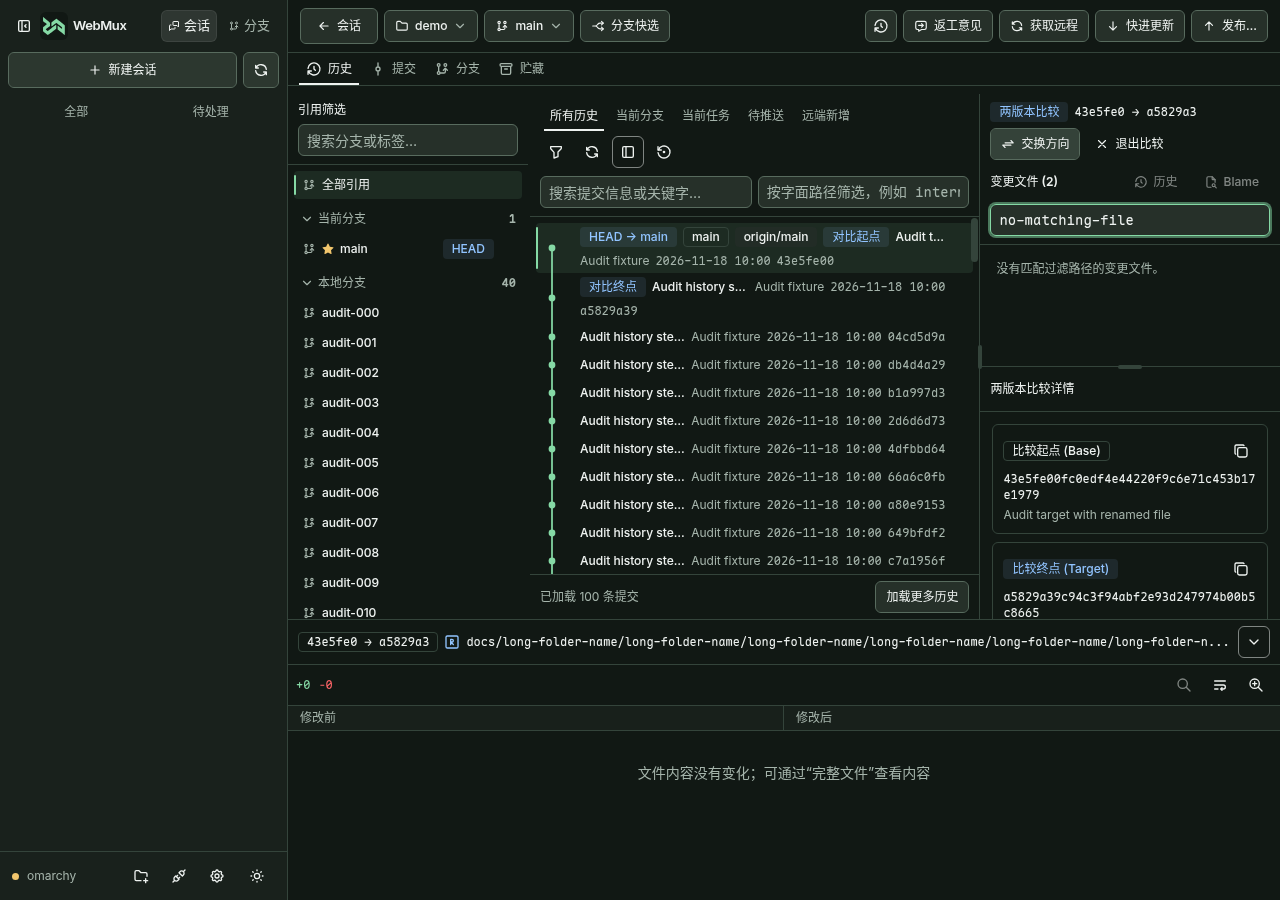 WebMux
会话
分支
新建会话
全部
待处理
omarchy
会话
demo
main
分支快选
返工意见
获取远程
快进更新
发布...
历史
提交
分支
贮藏
引用筛选
搜索分支或标签...
全部引用
当前分支 1
main HEAD
本地分支 40
audit-000
audit-001
audit-002
audit-003
audit-004
audit-005
audit-006
audit-007
audit-008
audit-009
audit-010
所有历史 当前分支 当前任务 待推送 远端新增
搜索提交信息或关键字...
按字面路径筛选，例如 intern
HEAD → main main origin/main 对比起点 Audit t...
Audit fixture 2026-11-18 10:00 43e5fe00
对比终点 Audit history s... Audit fixture 2026-11-18 10:00
a5829a39
Audit history ste... Audit fixture 2026-11-18 10:00 04cd5d9a
Audit history ste... Audit fixture 2026-11-18 10:00 db4d4a29
Audit history ste... Audit fixture 2026-11-18 10:00 b1a997d3
Audit history ste... Audit fixture 2026-11-18 10:00 2d6d6d73
Audit history ste... Audit fixture 2026-11-18 10:00 4dfbbd64
Audit history ste... Audit fixture 2026-11-18 10:00 66a6c0fb
Audit history ste... Audit fixture 2026-11-18 10:00 a80e9153
Audit history ste... Audit fixture 2026-11-18 10:00 649bfdf2
Audit history ste... Audit fixture 2026-11-18 10:00 c7a1956f
已加载 100 条提交
加载更多历史
两版本比较 43e5fe0 → a5829a3
交换方向
退出比较
变更文件 (2)
历史
Blame
no-matching-file
没有匹配过滤路径的变更文件。
两版本比较详情
比较起点 (Base)
43e5fe00fc0edf4e44220f9c6e71c453b17
e1979
Audit target with renamed file
比较终点 (Target)
a5829a39c94c3f94abf2e93d247974b00b5
c8665
43e5fe0 → a5829a3 R docs/long-folder-name/long-folder-name/long-folder-name/long-folder-name/long-folder-name/long-folder-n...
+0 -0
修改前
修改后
文件内容没有变化；可通过“完整文件”查看内容